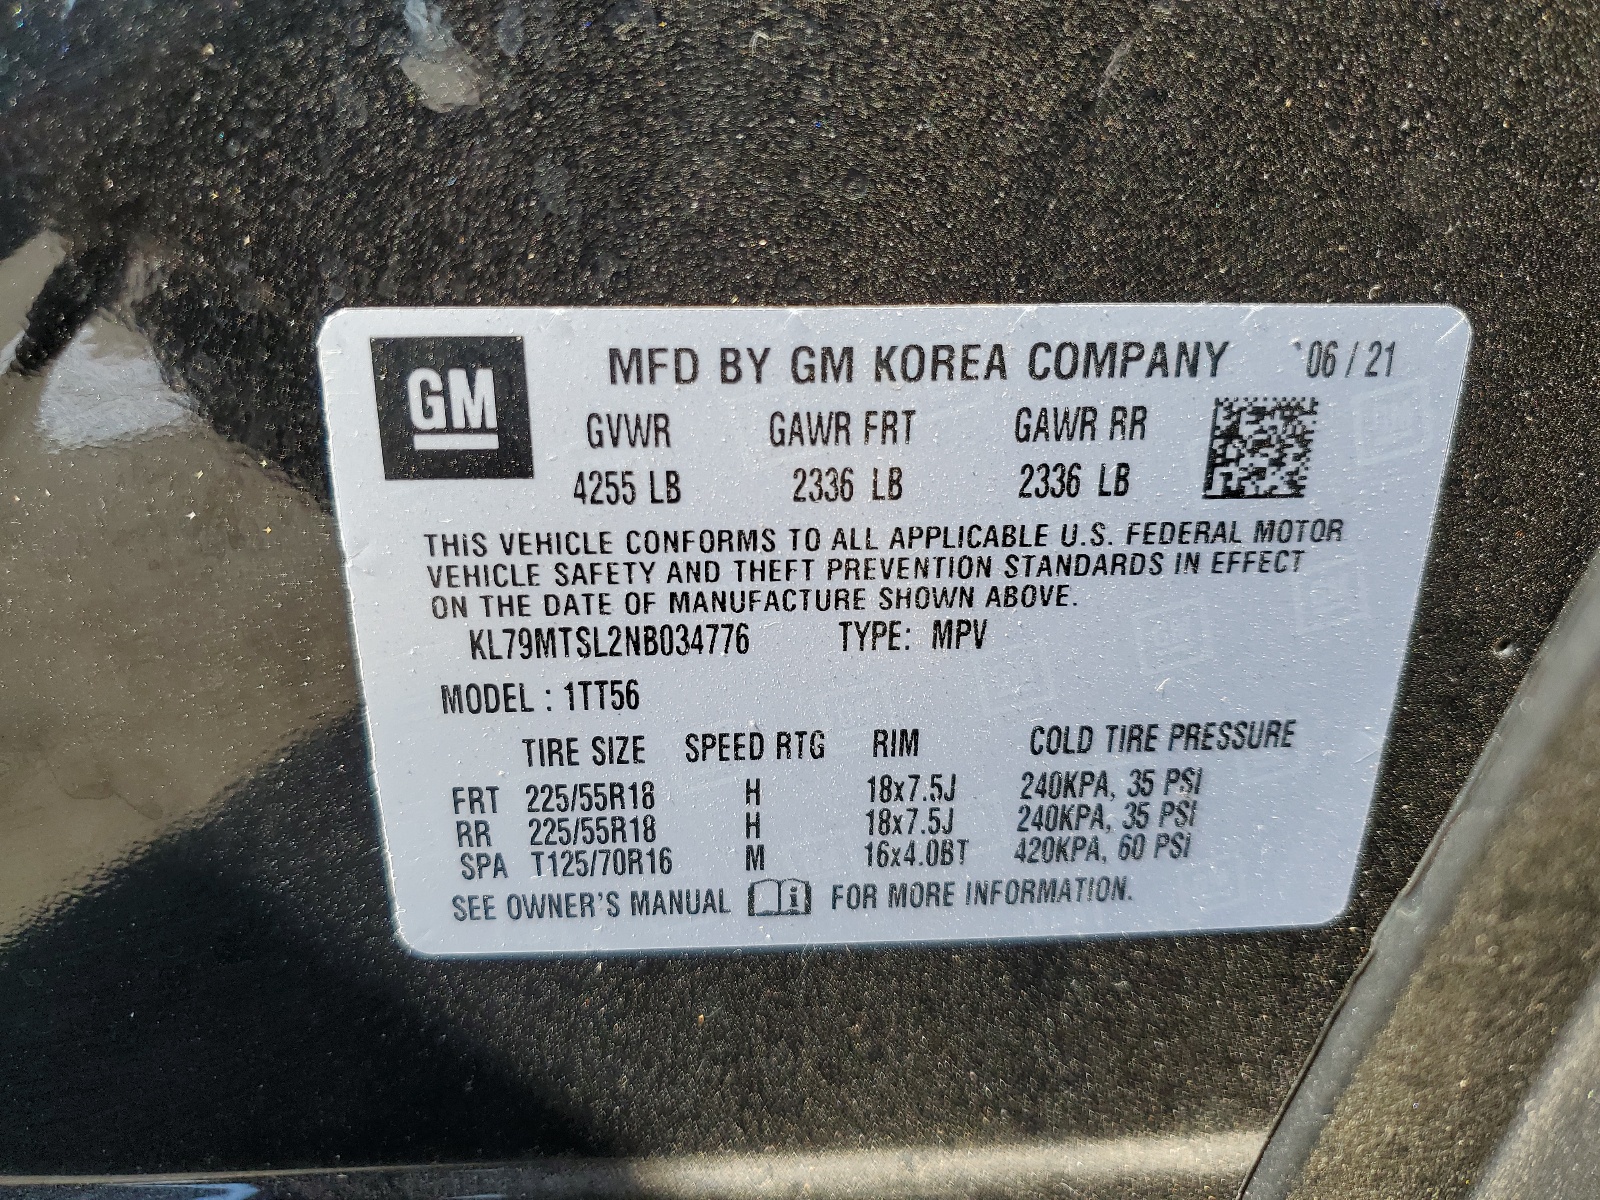 GM
MFD BY GM KOREA COMPANY 06 / 21
GVWR GAWR FRT GAWR RR
4255 LB 2336 LB 2336 LB
THIS VEHICLE CONFORMS TO ALL APPLICABLE U.S. FEDERAL MOTOR
VEHICLE SAFETY AND THEFT PREVENTION STANDARDS IN EFFECT
ON THE DATE OF MANUFACTURE SHOWN ABOVE.
KL79MTSL2NB034776 TYPE: MPV
MODEL : 1TT56
TIRE SIZE SPEED RTG RIM COLD TIRE PRESSURE
FRT 225/55R18 H 18x7.5J 240KPA, 35 PSI
RR 225/55R18 H 18x7.5J 240KPA, 35 PSI
SPA T125/70R16 M 16x4.0BT 420KPA, 60 PSI
SEE OWNER'S MANUAL i FOR MORE INFORMATION.